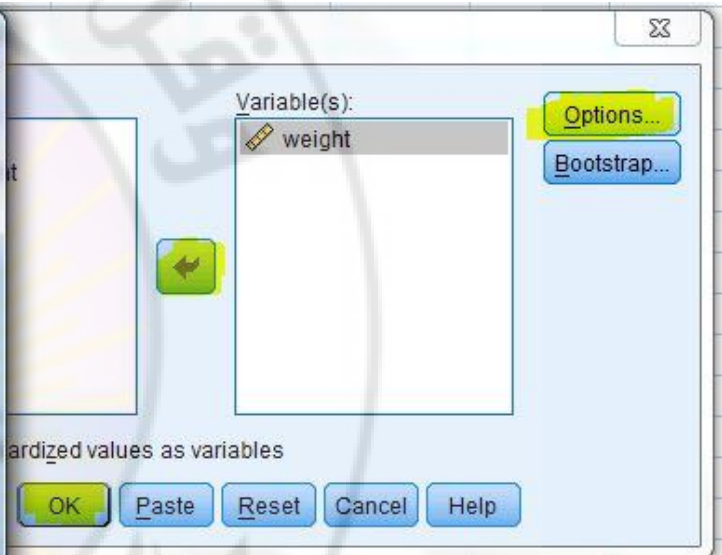 Variable(s):
Options...
weight
Bootstrap...
ardized values as variables
OK Paste Reset Cancel Help